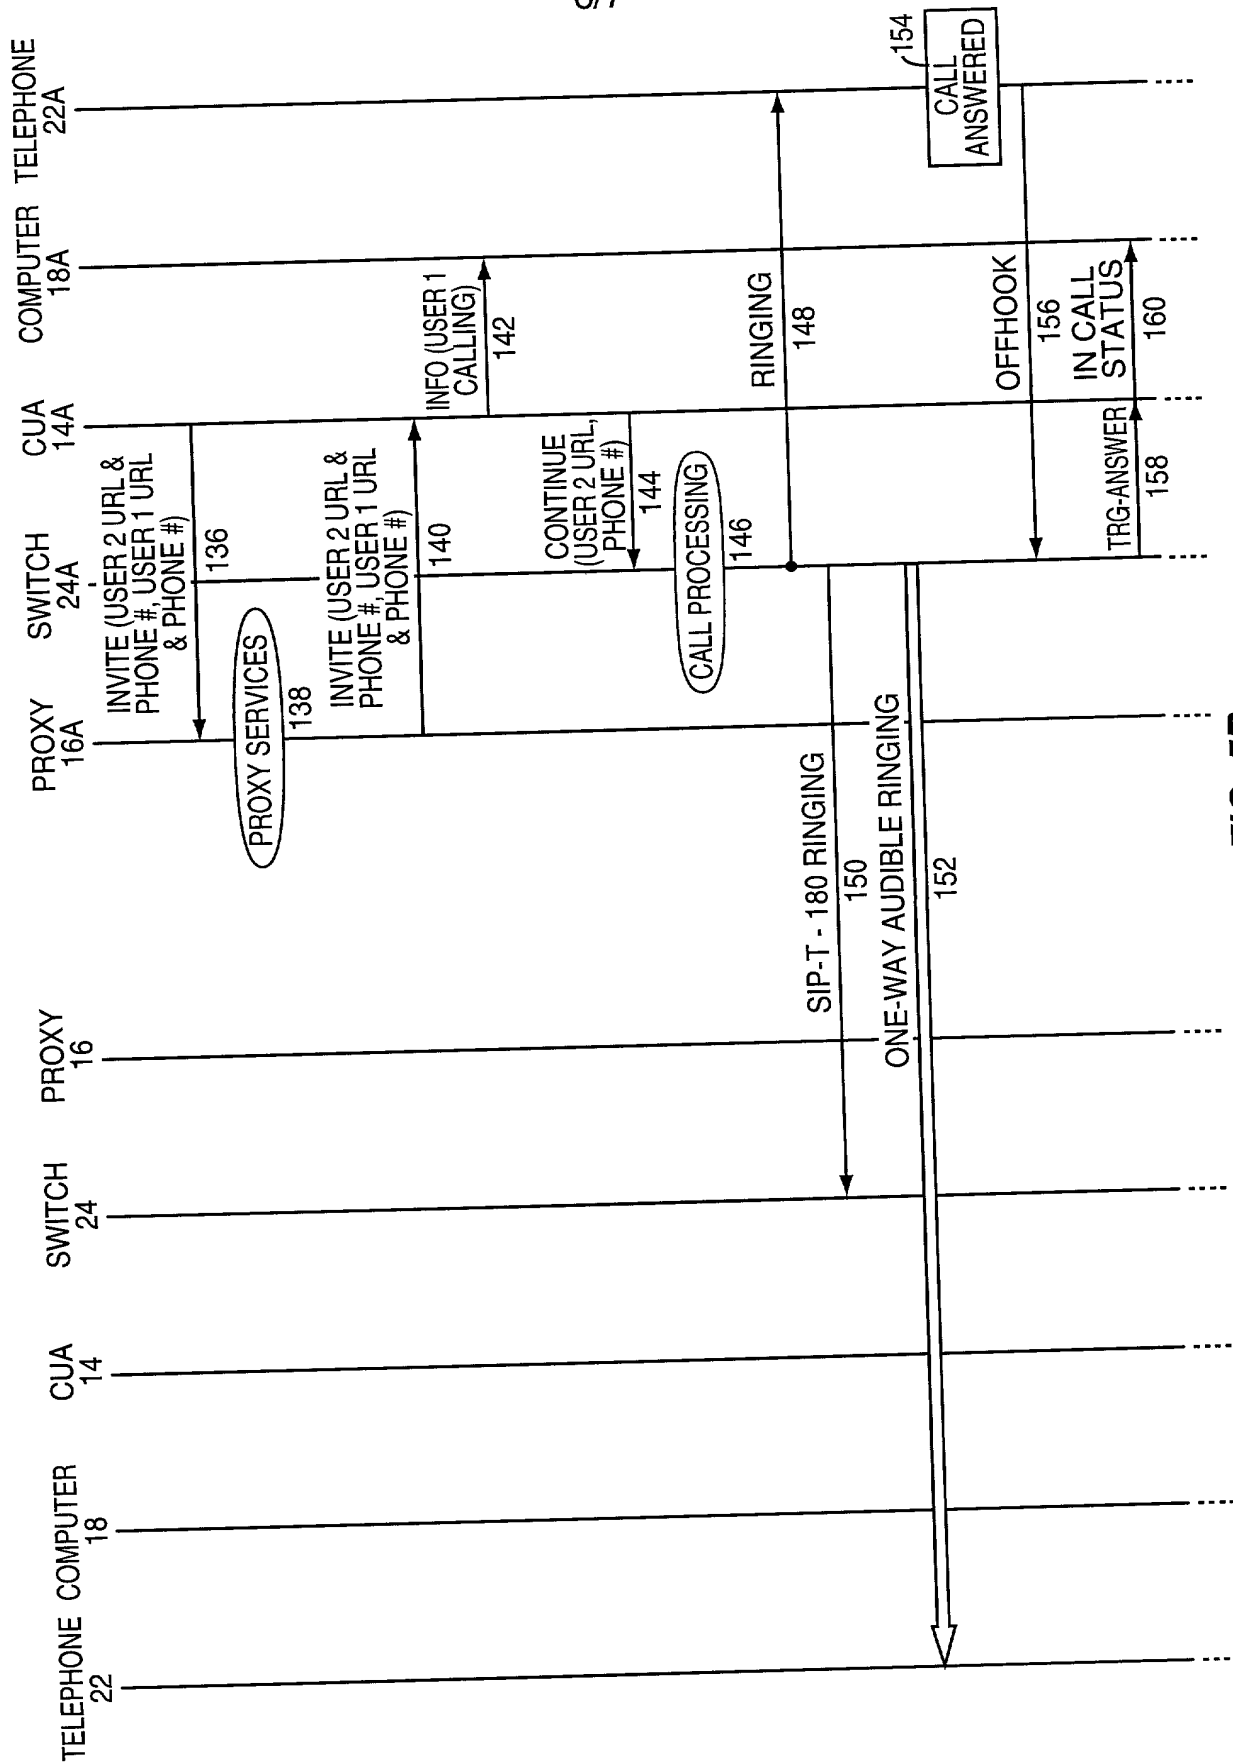 TELEPHONE
22
COMPUTER
18
CUA
14
SWITCH
24
PROXY
16
PROXY
16A
SWITCH
24A
CUA
14A
COMPUTER
18A
TELEPHONE
22A
INVITE (USER 2 URL &
PHONE #, USER 1 URL
& PHONE #)
136
PROXY SERVICES
138
INVITE (USER 2 URL &
PHONE #, USER 1 URL
& PHONE #)
140
INFO (USER 1
CALLING)
142
CONTINUE
(USER 2 URL,
PHONE #)
144
CALL PROCESSING
146
RINGING
148
SIP-T - 180 RINGING
150
ONE-WAY AUDIBLE RINGING
152
154
CALL
ANSWERED
OFFHOOK
156
IN CALL
STATUS
160
TRG-ANSWER
158